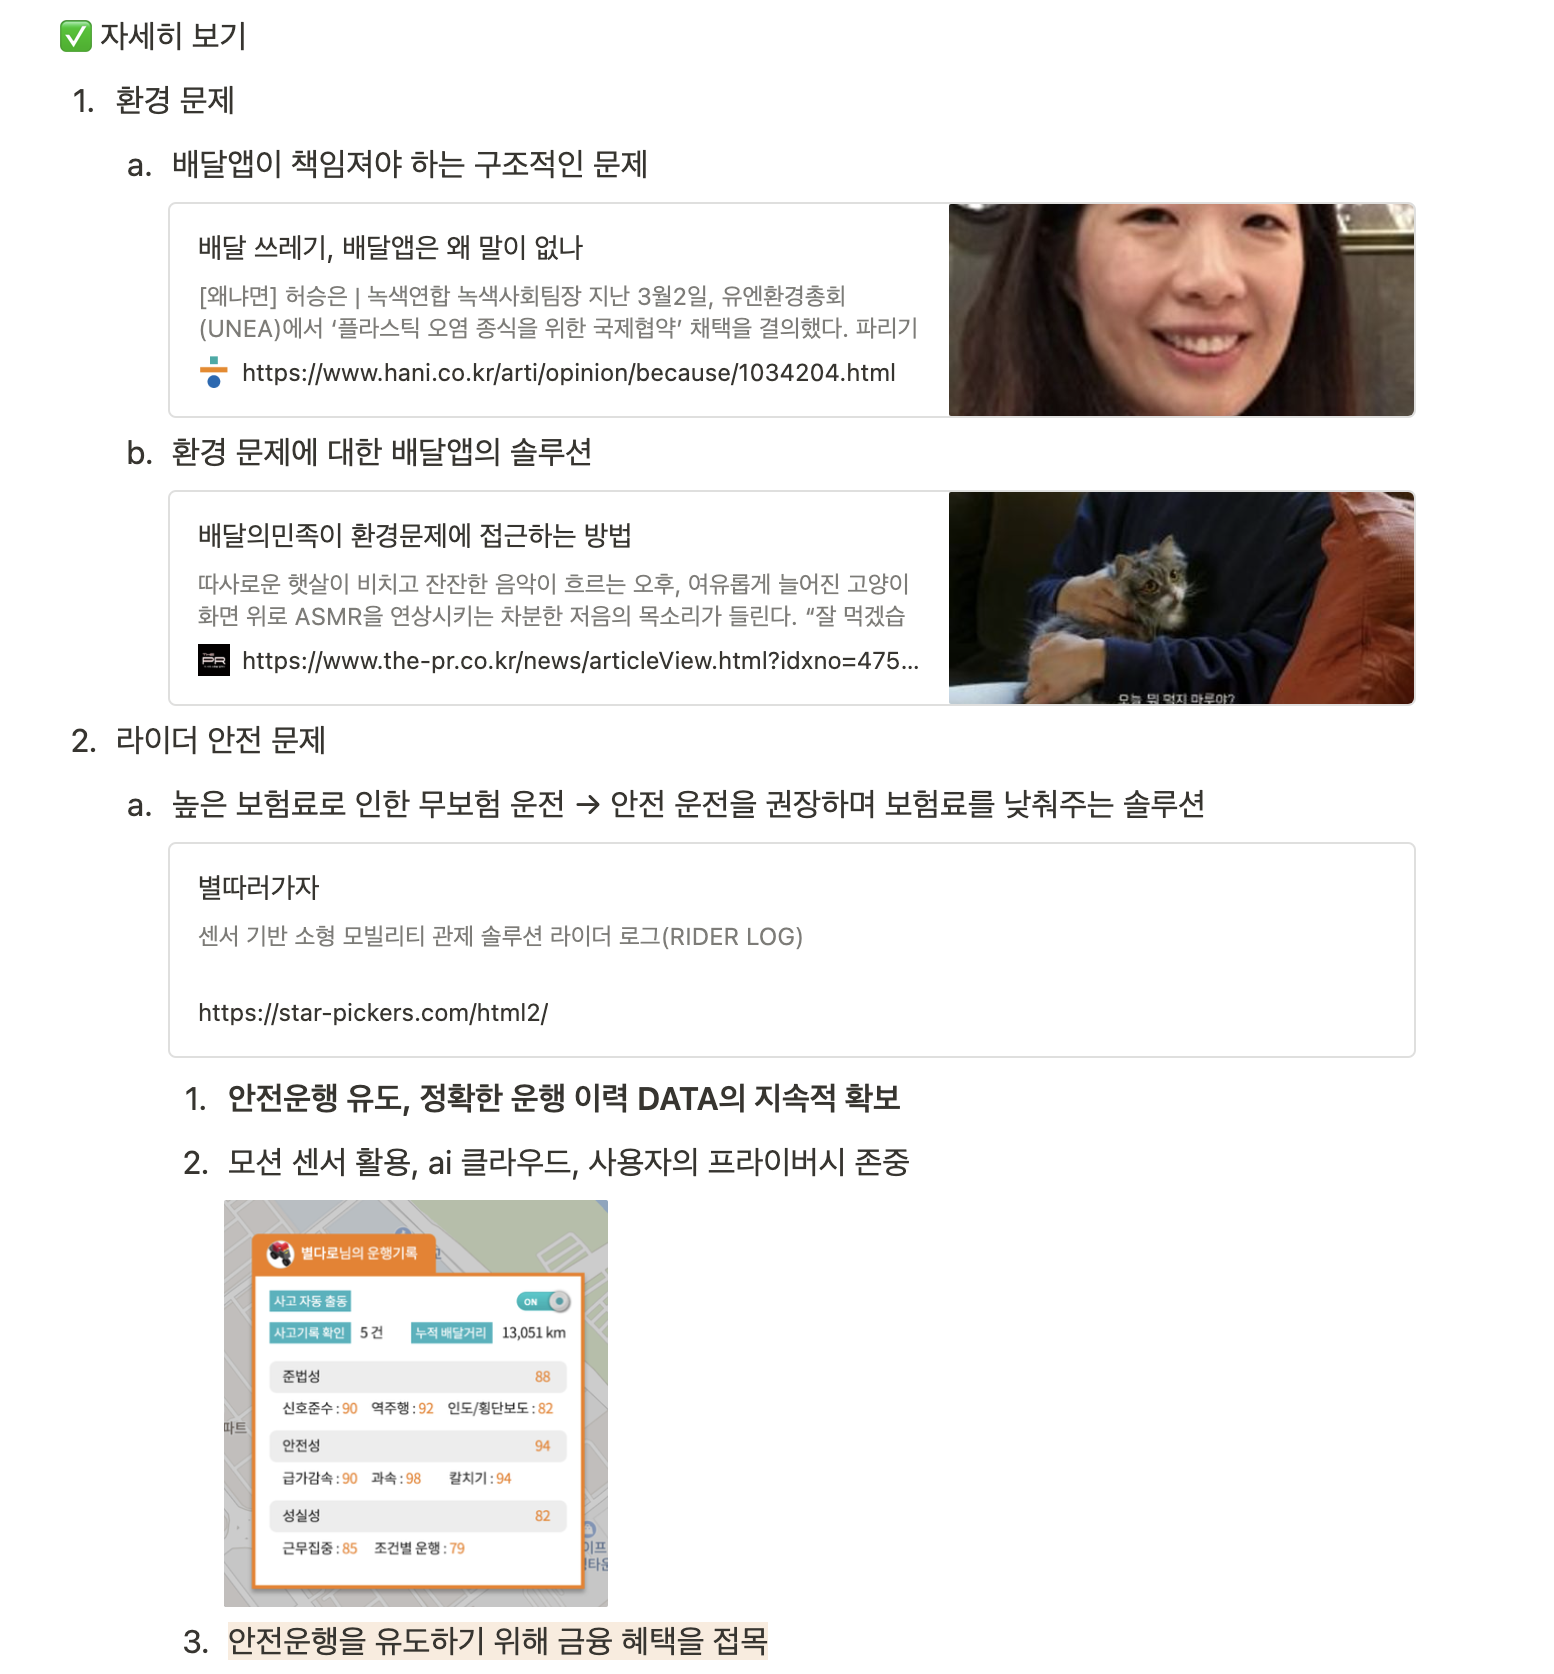 ✅ 자세히 보기
1. 환경 문제
a. 배달앱이 책임져야 하는 구조적인 문제
배달 쓰레기, 배달앱은 왜 말이 없나
[왜냐면] 허승은 | 녹색연합 녹색사회팀장 지난 3월2일, 유엔환경총회
(UNEA)에서 ‘플라스틱 오염 종식을 위한 국제협약’ 채택을 결의했다. 파리기
https://www.hani.co.kr/arti/opinion/because/1034204.html
b. 환경 문제에 대한 배달앱의 솔루션
배달의민족이 환경문제에 접근하는 방법
따사로운 햇살이 비치고 잔잔한 음악이 흐르는 오후, 여유롭게 늘어진 고양이
화면 위로 ASMR을 연상시키는 차분한 저음의 목소리가 들린다. “잘 먹겠습
THE PR
https://www.the-pr.co.kr/news/articleView.html?idxno=475...
오늘 뭐 먹지 마루야?
2. 라이더 안전 문제
a. 높은 보험료로 인한 무보험 운전 → 안전 운전을 권장하며 보험료를 낮춰주는 솔루션
별따러가자
센서 기반 소형 모빌리티 관제 솔루션 라이더 로그(RIDER LOG)
https://star-pickers.com/html2/
1. 안전운행 유도, 정확한 운행 이력 DATA의 지속적 확보
2. 모션 센서 활용, ai 클라우드, 사용자의 프라이버시 존중
별다로님의 운행기록
고
사고 자동 출동 ON
사고기록 확인 5 건 누적 배달거리 13,051 km
준법성 88
신호준수 : 90 역주행 : 92 인도/횡단보도 : 82
파트
안전성 94
급가감속 : 90 과속 : 98 칼치기 : 94
성실성 82
근무집중 : 85 조건별 운행 : 79
이프
타운
3. 안전운행을 유도하기 위해 금융 혜택을 접목